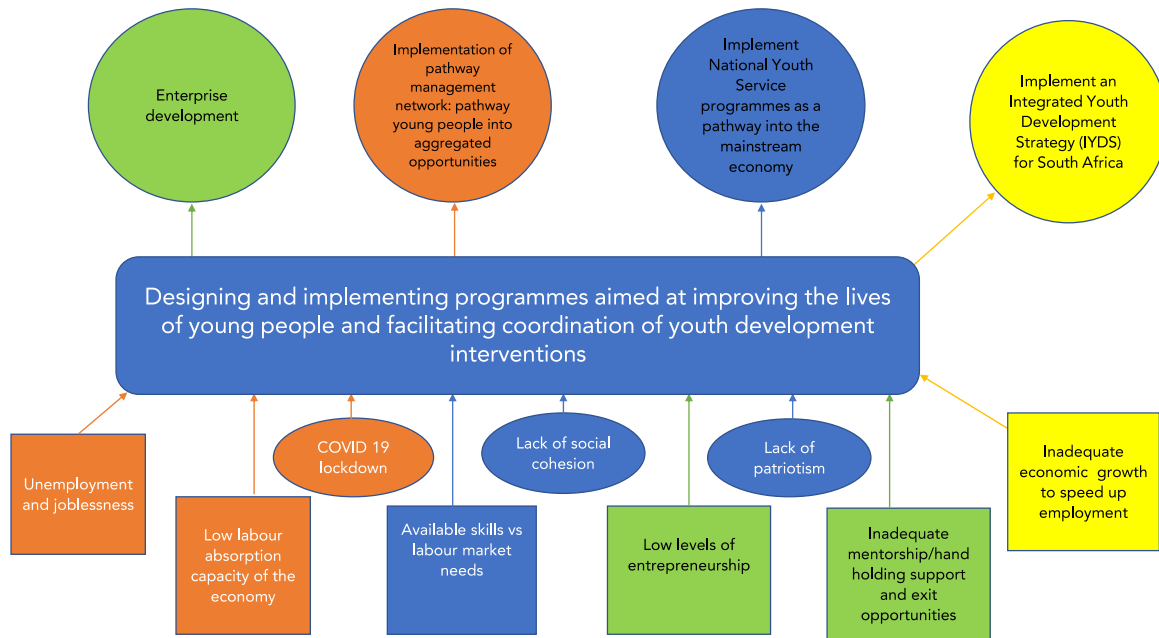 Enterprise
development
Implementation of
pathway
management
network: pathway
young people into
aggregated
opportunities
Implement
National Youth
Service
programmes as a
pathway into the
mainstream
economy
Implement an
Integrated Youth
Development
Strategy (IYDS)
for South Africa
Designing and implementing programmes aimed at improving the lives
of young people and facilitating coordination of youth development
interventions
Unemployment
and joblessness
Low labour
absorption
capacity of the
economy
COVID 19
lockdown
Available skills vs
labour market
needs
Lack of social
cohesion
Low levels of
entrepreneurship
Lack of
patriotism
Inadequate
mentorship/hand
holding support
and exit
opportunities
Inadequate
economic growth
to speed up
employment